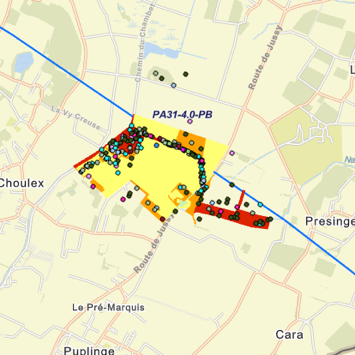 Chemin du Chambet
Route de Jussy
L
PA31-4.0-PB
La Vy Creuse
Na
Choulex
Presinge
Route de Jussy
Le Pré-Marquis
Cara
Puplinge